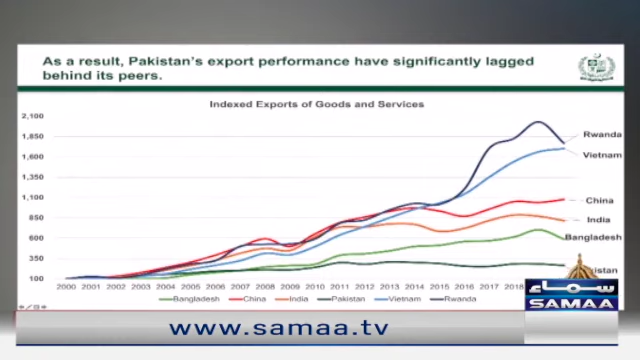 As a result, Pakistan's export performance have significantly lagged
behind its peers.
Indexed Exports of Goods and Services
2,100
1,850
1,600
1,350
1,100
850
600
350
100
2000 2001 2002 2003 2004 2005 2006 2007 2008 2009 2010 2011 2012 2013 2014 2015 2016 2017 2018
Rwanda
Vietnam
China
India
Bangladesh
Bangladesh China India Pakistan Vietnam Rwanda
سماء
SAMAA
www.samaa.tv